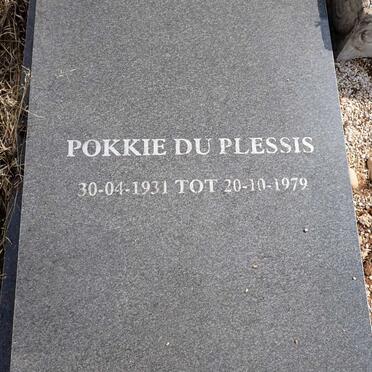 POKKIE DU PLESSIS
30-04-1931 TOT 20-10-1979